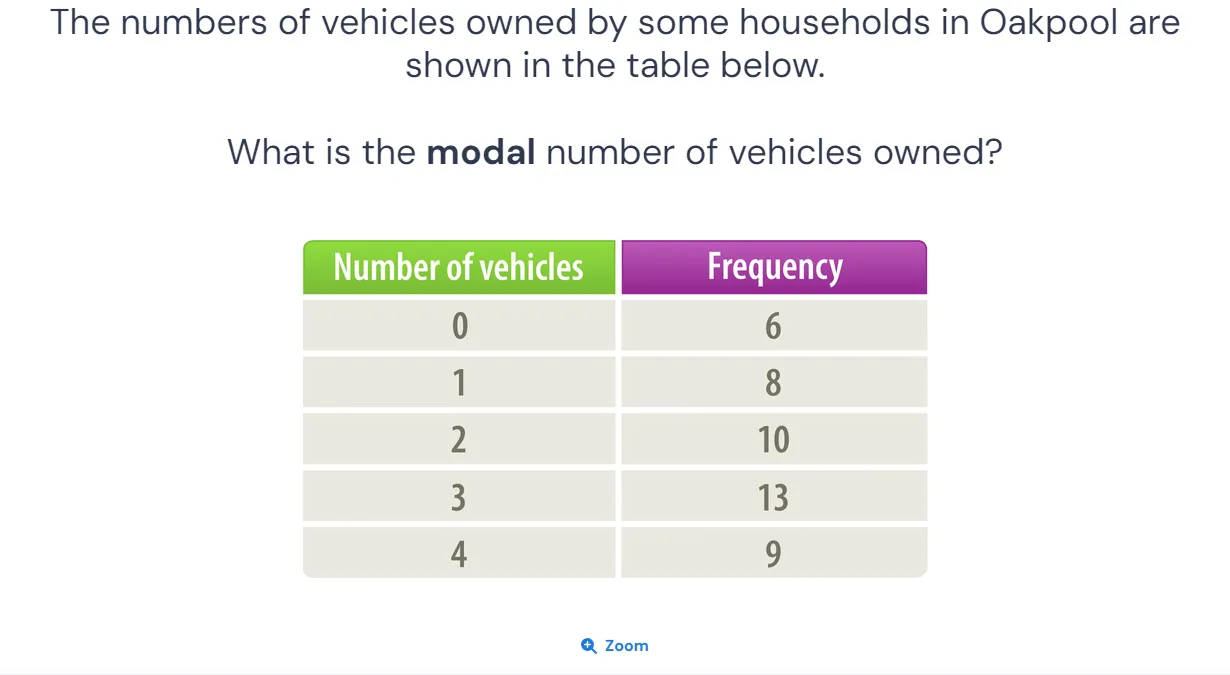 The numbers of vehicles owned by some households in Oakpool are
shown in the table below.
What is the modal number of vehicles owned?
Number of vehicles Frequency
0 6
1 8
2 10
3 13
4 9
Zoom